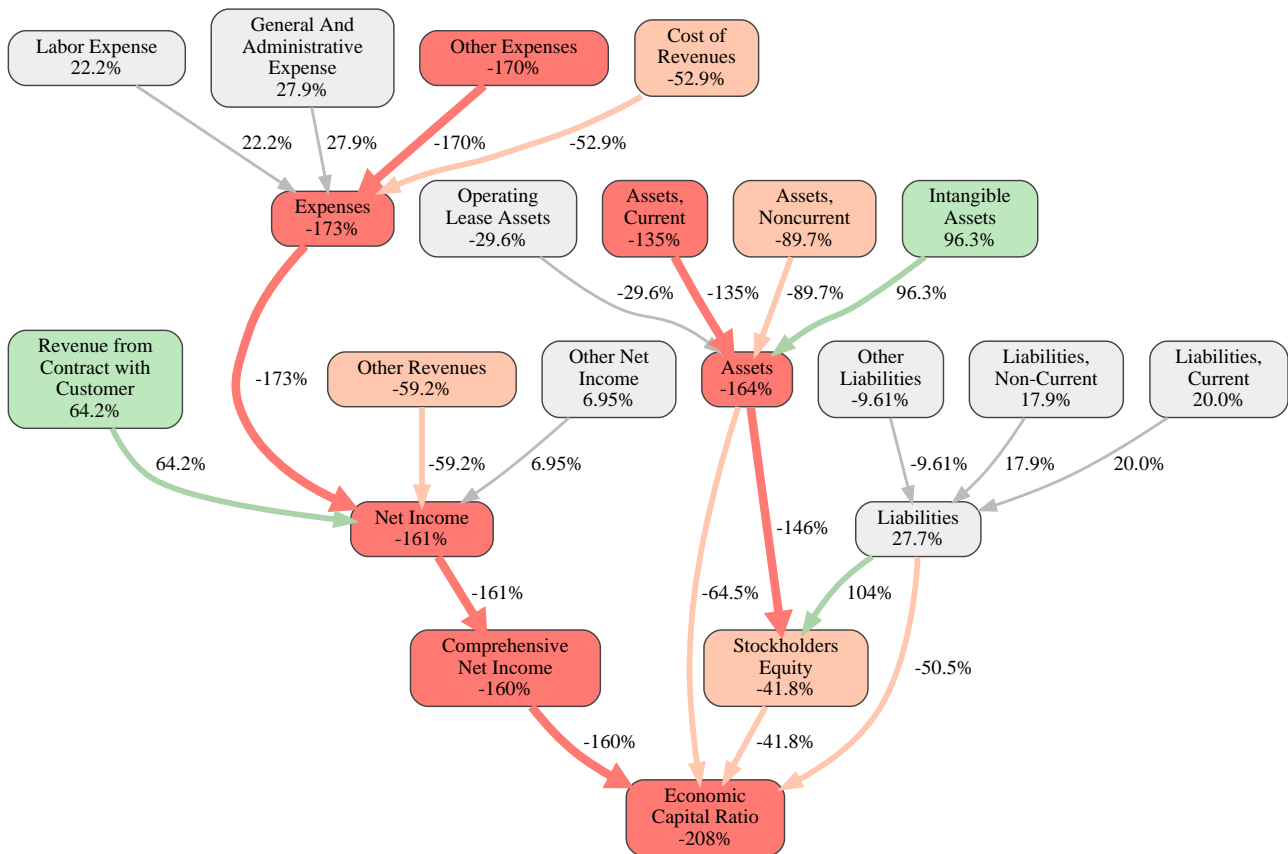 Labor Expense
22.2%
General And
Administrative
Expense
27.9%
Other Expenses
-170%
Cost of
Revenues
-52.9%
22.2%
27.9%
-170%
-52.9%
Expenses
-173%
Operating
Lease Assets
-29.6%
Assets,
Current
-135%
Assets,
Noncurrent
-89.7%
Intangible
Assets
96.3%
-29.6%
-135%
-89.7%
96.3%
Revenue from
Contract with
Customer
64.2%
-173%
Other Revenues
-59.2%
Other Net
Income
6.95%
Assets
-164%
Other
Liabilities
-9.61%
Liabilities,
Non-Current
17.9%
Liabilities,
Current
20.0%
64.2%
-59.2%
6.95%
-9.61%
17.9%
20.0%
Net Income
-161%
-146%
Liabilities
27.7%
-161%
-64.5%
104%
Comprehensive
Net Income
-160%
Stockholders
Equity
-41.8%
-50.5%
-160%
-41.8%
Economic
Capital Ratio
-208%